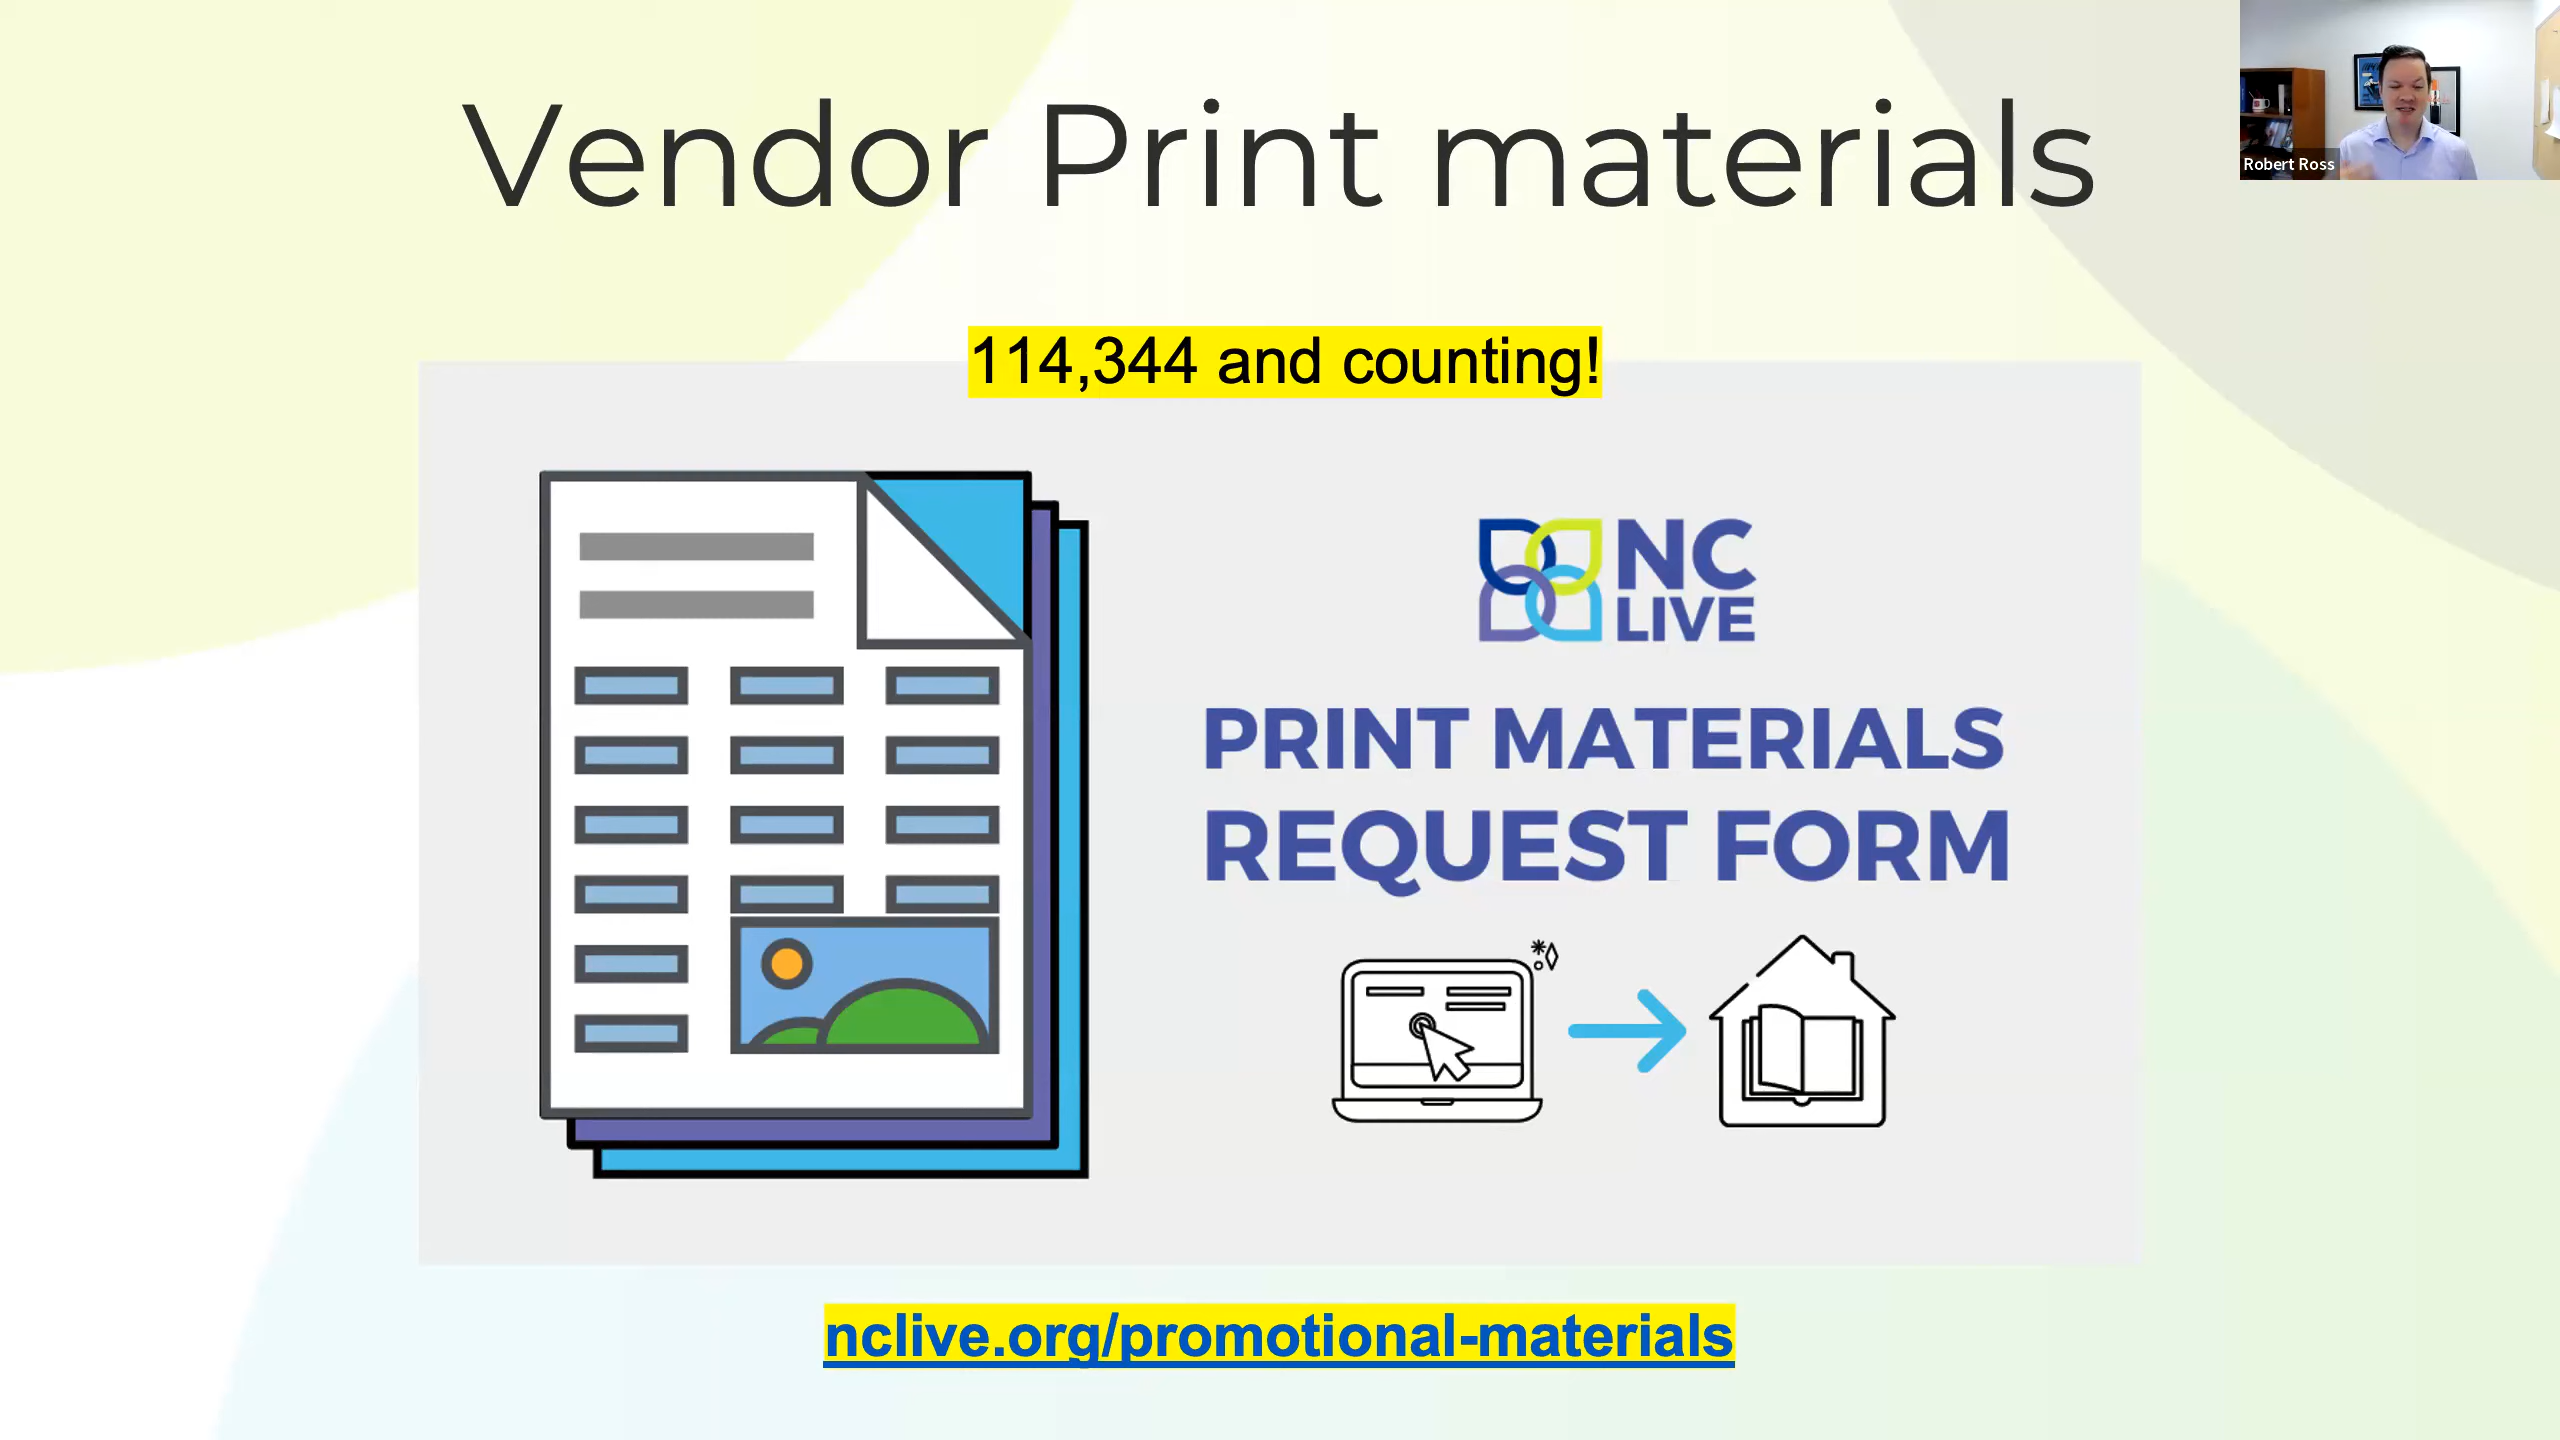 Vendor Print materials
Robert Ross
114,344 and counting!
NC
LIVE
PRINT MATERIALS
REQUEST FORM
nclive.org/promotional-materials